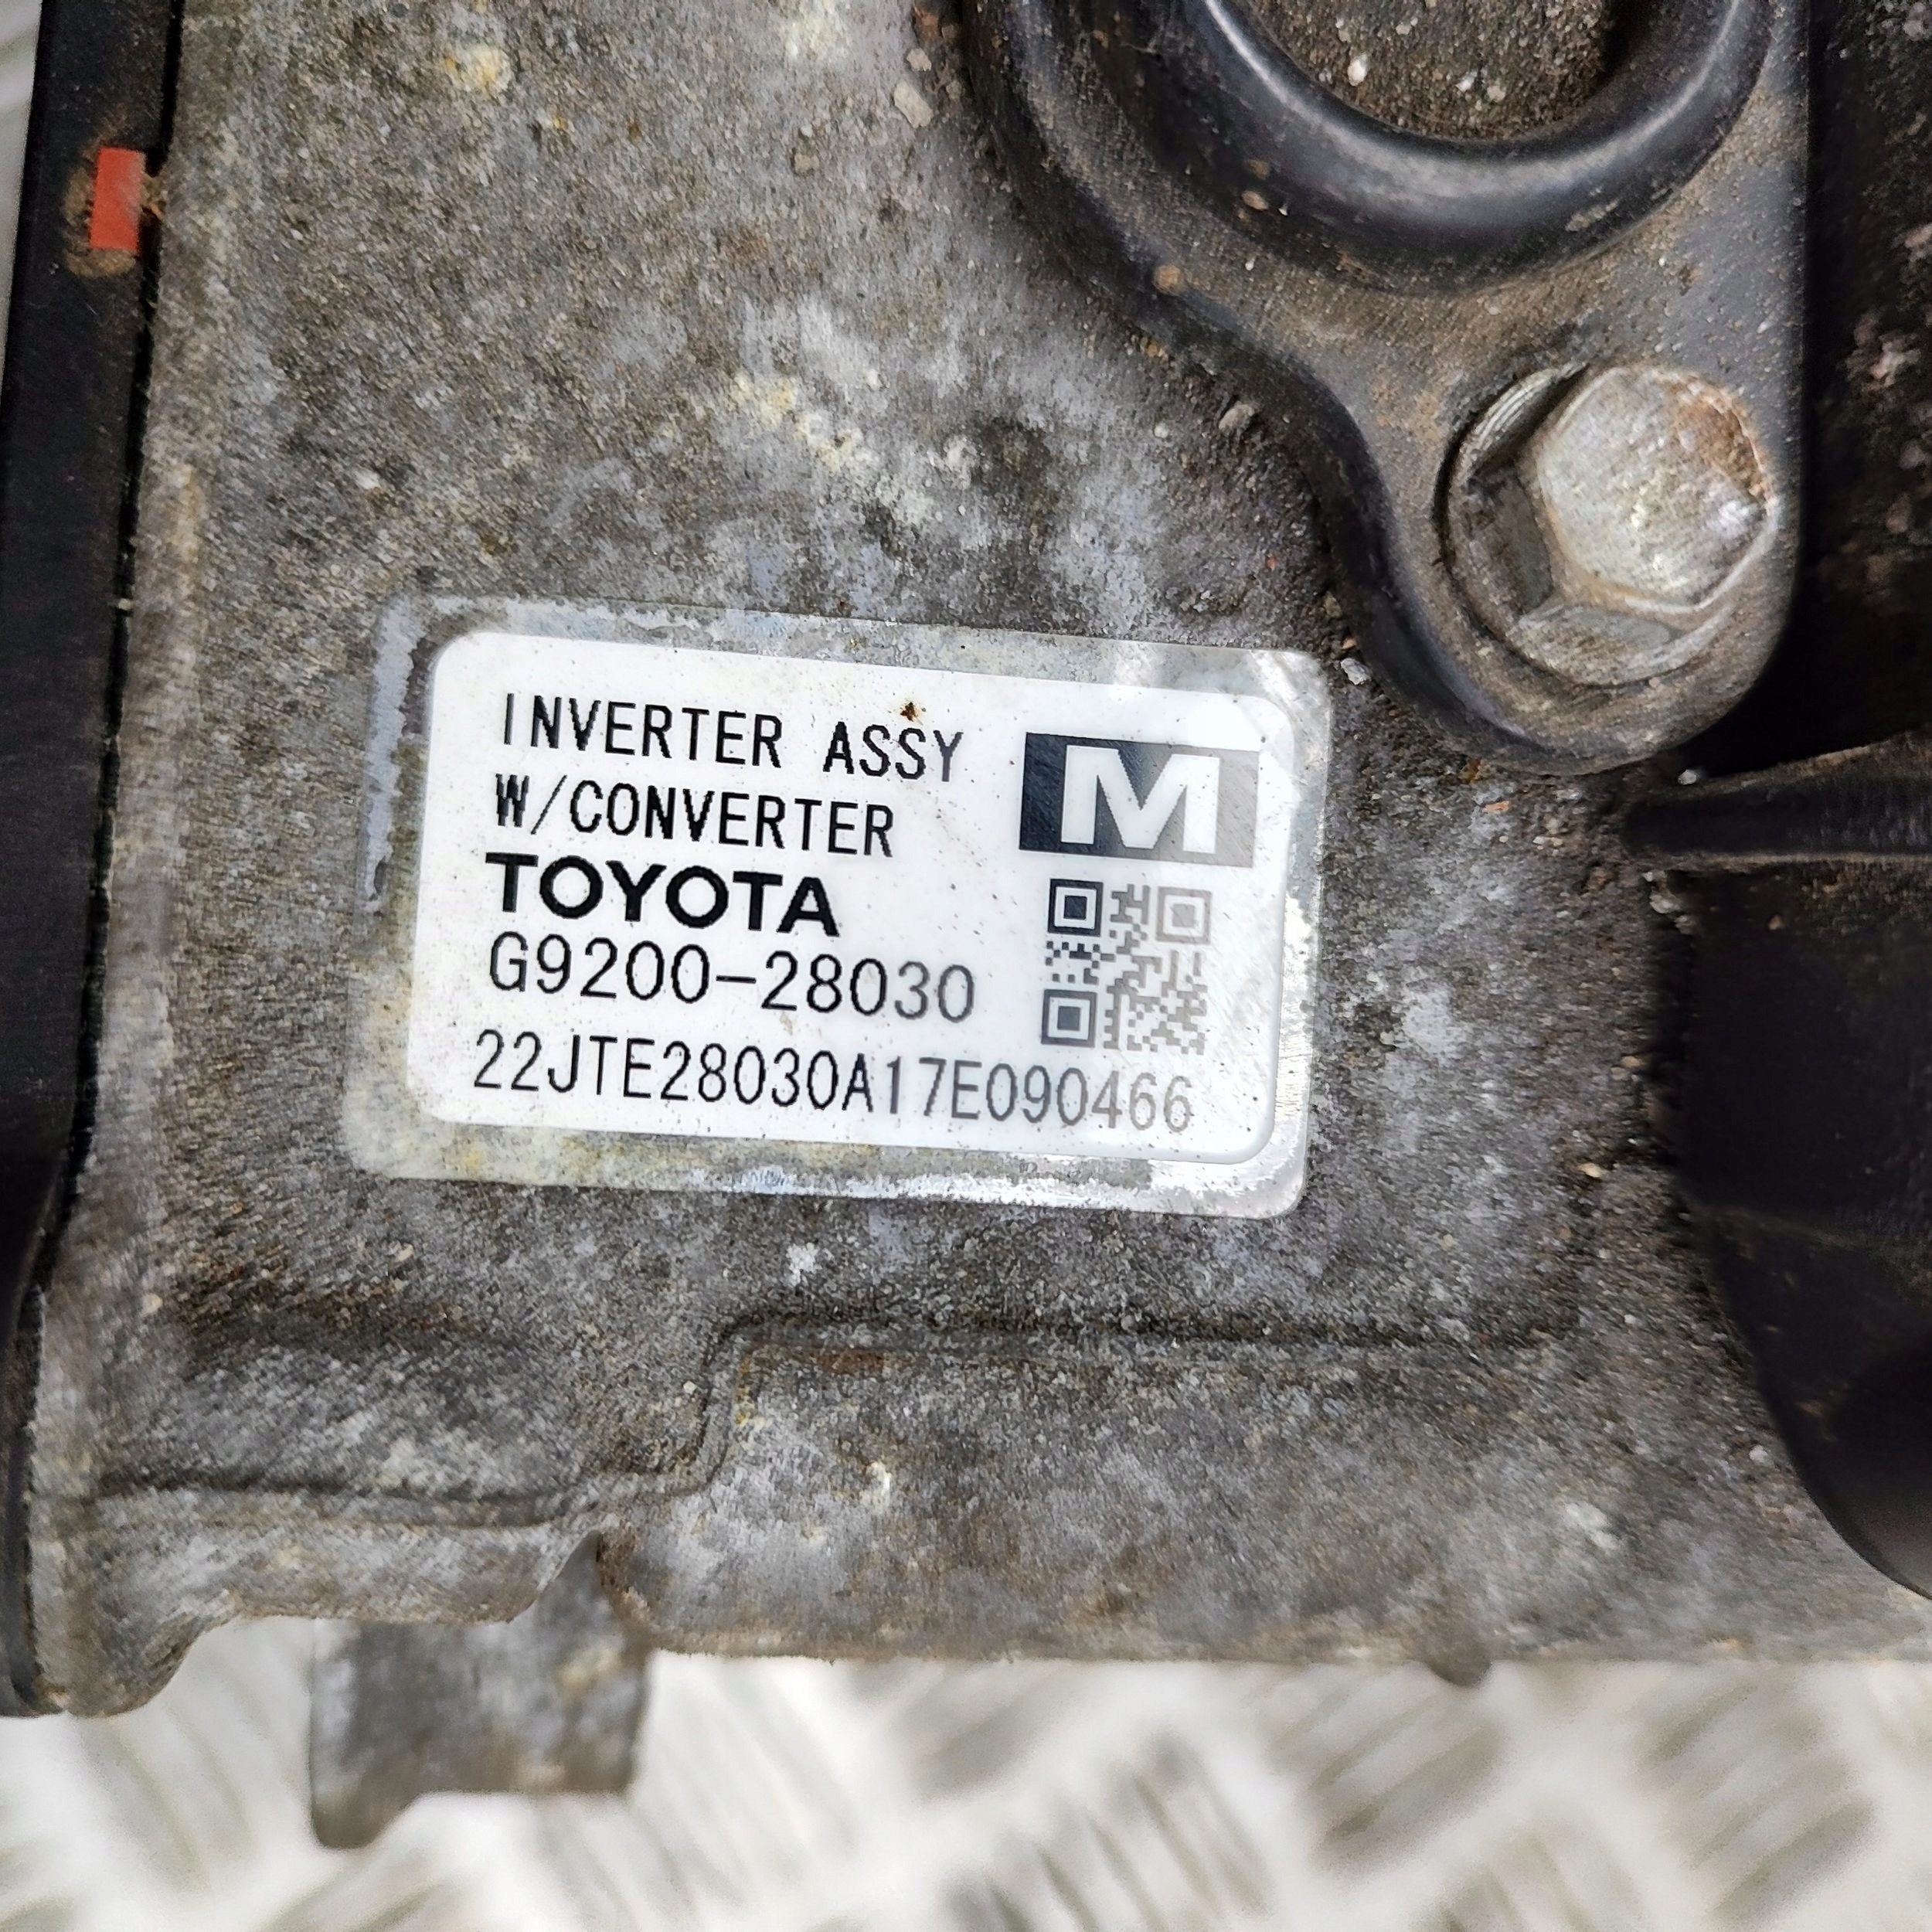 INVERTER ASSY
W/CONVERTER
M
TOYOTA
G9200-28030
22JTE28030A17E090466